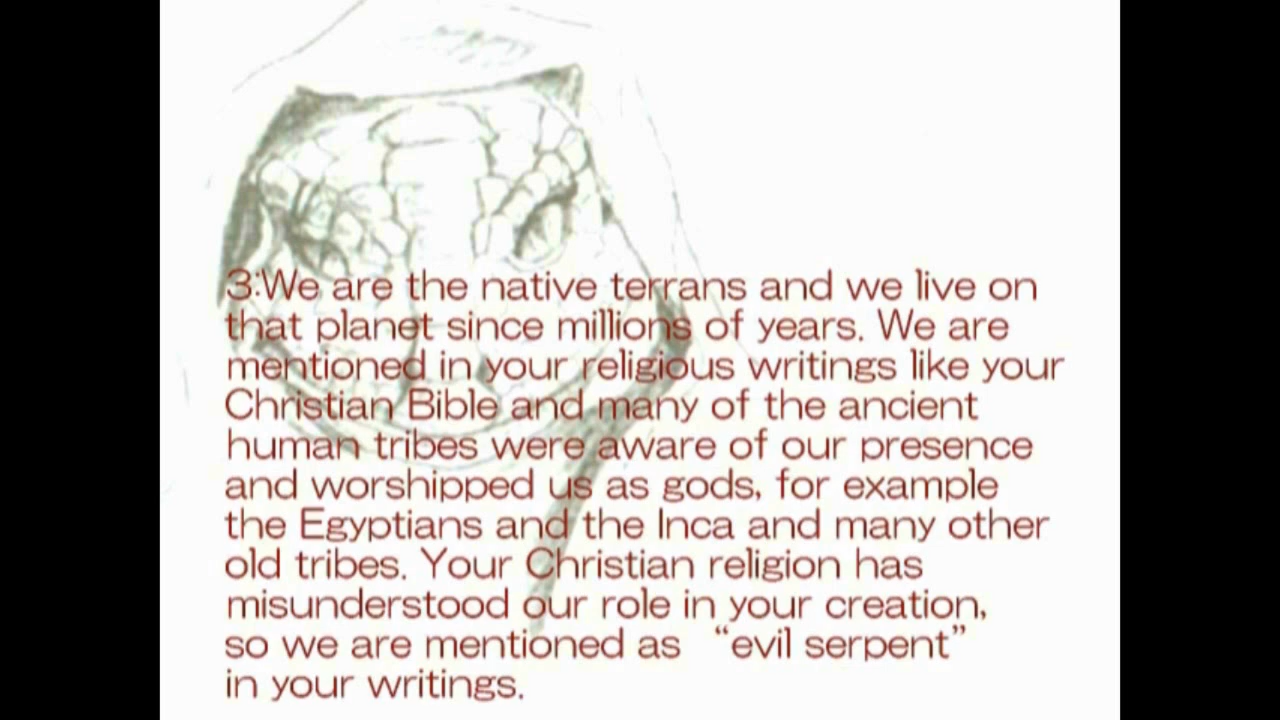 3:We are the native terrans and we live on
that planet since millions of years. We are
mentioned in your religious writings like your
Christian Bible and many of the ancient
human tribes were aware of our presence
and worshipped us as gods, for example
the Egyptians and the Inca and many other
old tribes. Your Christian religion has
misunderstood our role in your creation,
so we are mentioned as “evil serpent”
in your writings.